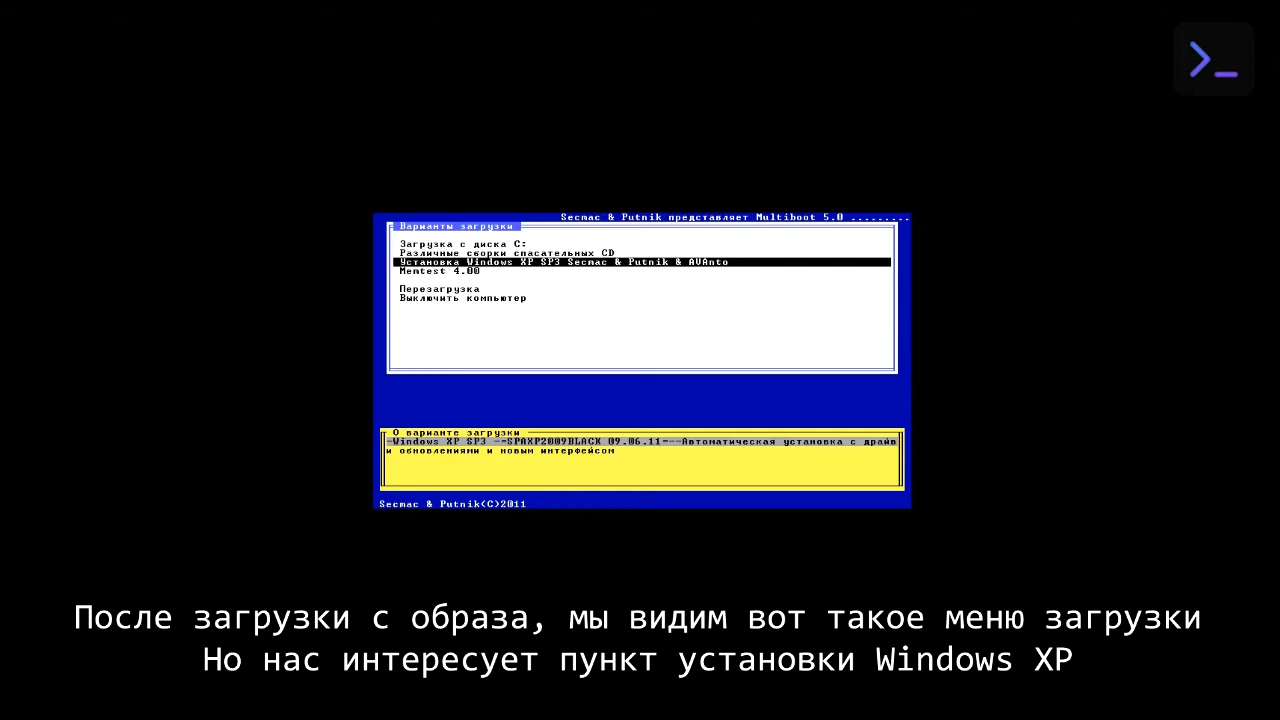 Secmac & Putnik представляет Multiboot 5.0 .........
Варианты загрузки
Загрузка с диска C:
Различные сборки спасательных CD
Установка Windows XP SP3 Secmac & Putnik & AVAnto
Memtest 4.00
Перезагрузка
Выключить компьютер
О варианте загрузки
-Windows XP SP3 -=SPAXP2009BLACK 09.06.11=--Автоматическая установка с драйв
и обновлениями и новым интерфейсом
Secmac & Putnik(C)2011
После загрузки с образа, мы видим вот такое меню загрузки
Но нас интересует пункт установки Windows XP